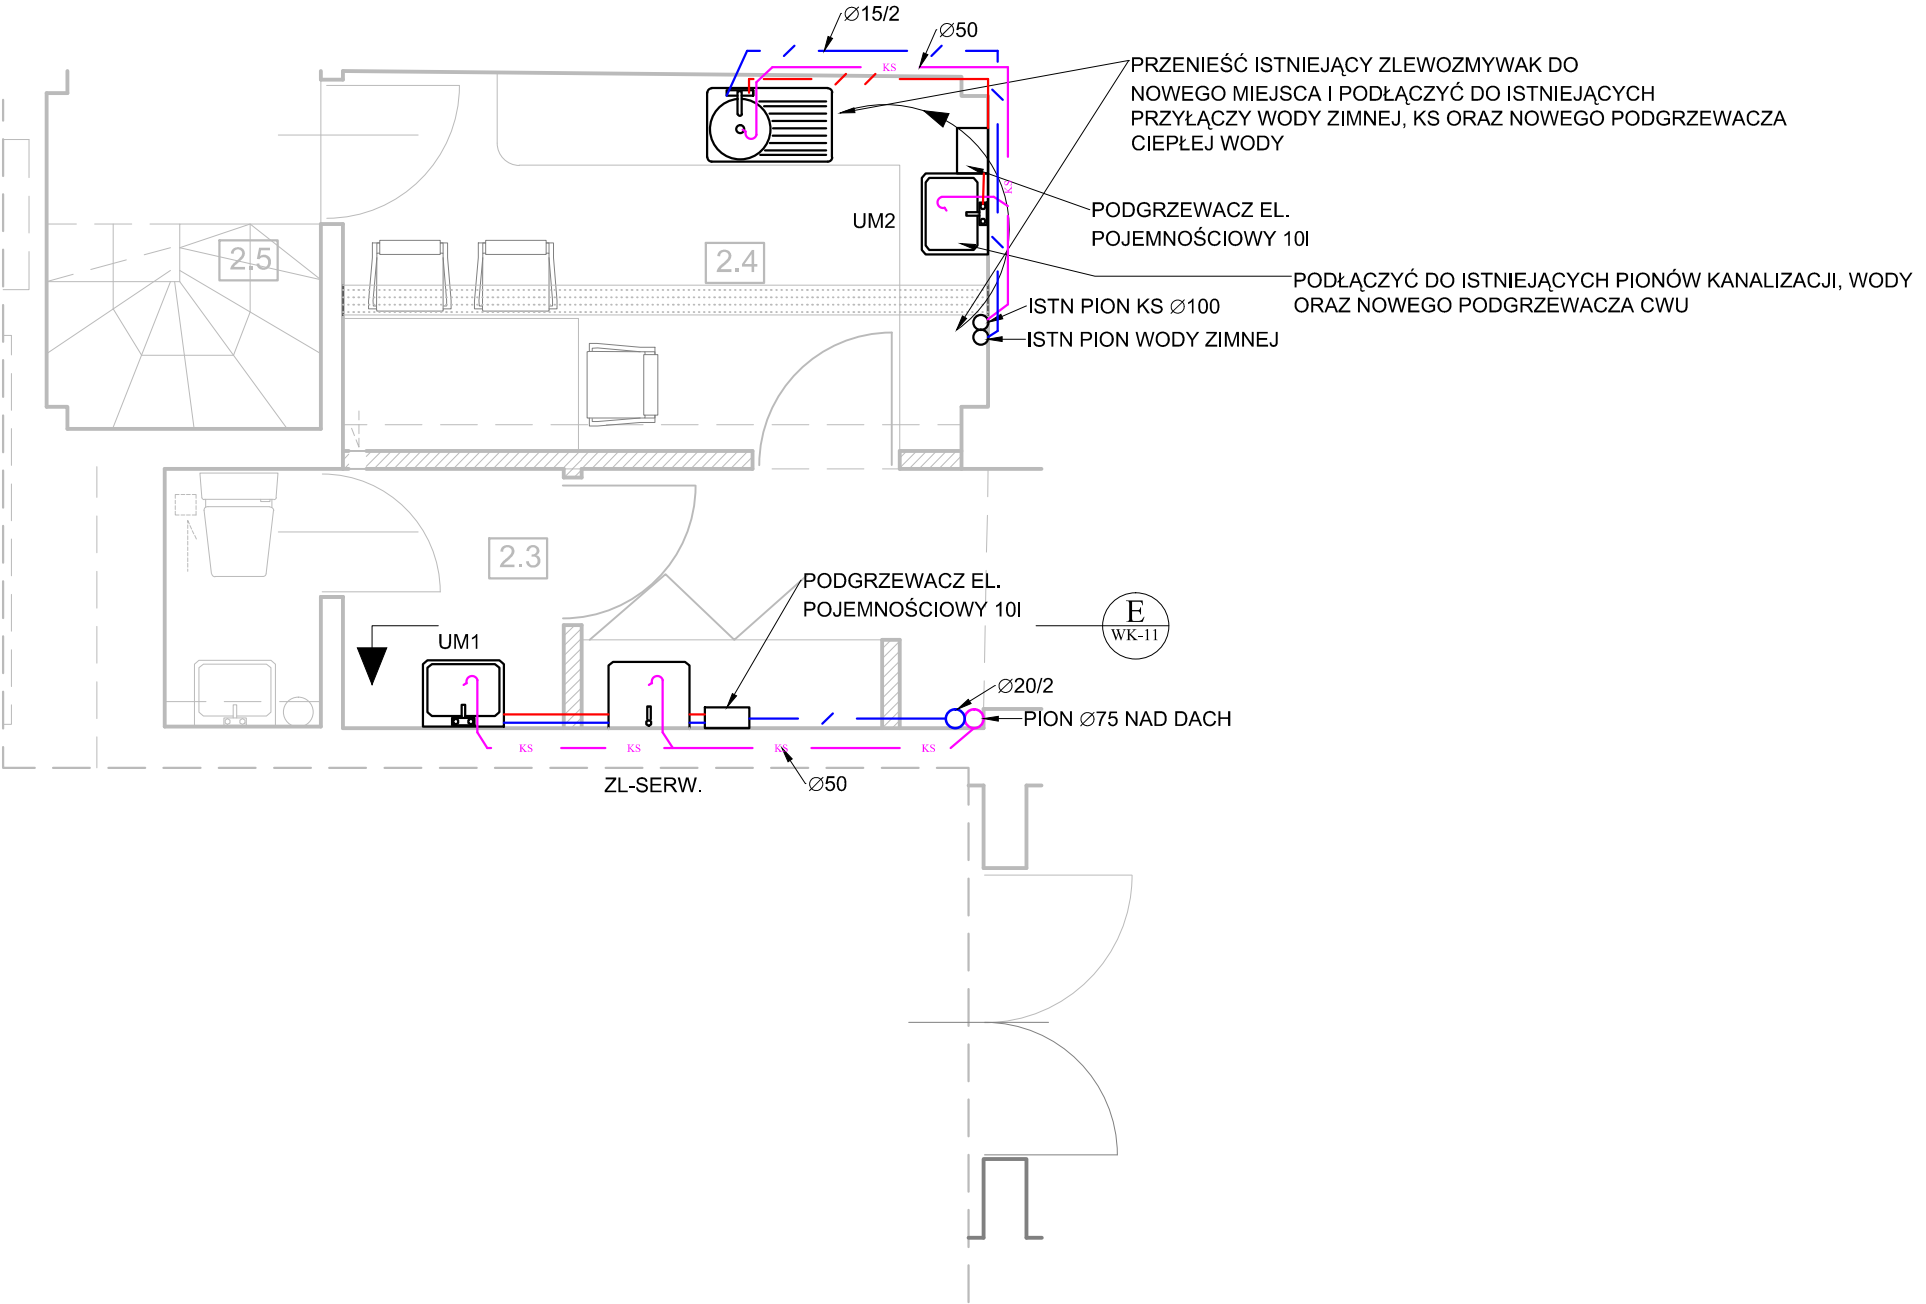 Ø15/2
Ø50
KS
PRZENIEŚĆ ISTNIEJĄCY ZLEWOZMYWAK DO
NOWEGO MIEJSCA I PODŁĄCZYĆ DO ISTNIEJĄCYCH
PRZYŁĄCZY WODY ZIMNEJ, KS ORAZ NOWEGO PODGRZEWACZA
CIEPŁEJ WODY
KS
UM2
PODGRZEWACZ EL.
POJEMNOŚCIOWY 10l
2.5
2.4
PODŁĄCZYĆ DO ISTNIEJĄCYCH PIONÓW KANALIZACJI, WODY
ORAZ NOWEGO PODGRZEWACZA CWU
ISTN PION KS Ø100
ISTN PION WODY ZIMNEJ
2.3
PODGRZEWACZ EL.
POJEMNOŚCIOWY 10l
E
WK-11
UM1
Ø20/2
PION Ø75 NAD DACH
KS
KS
KS
KS
ZL-SERW.
Ø50